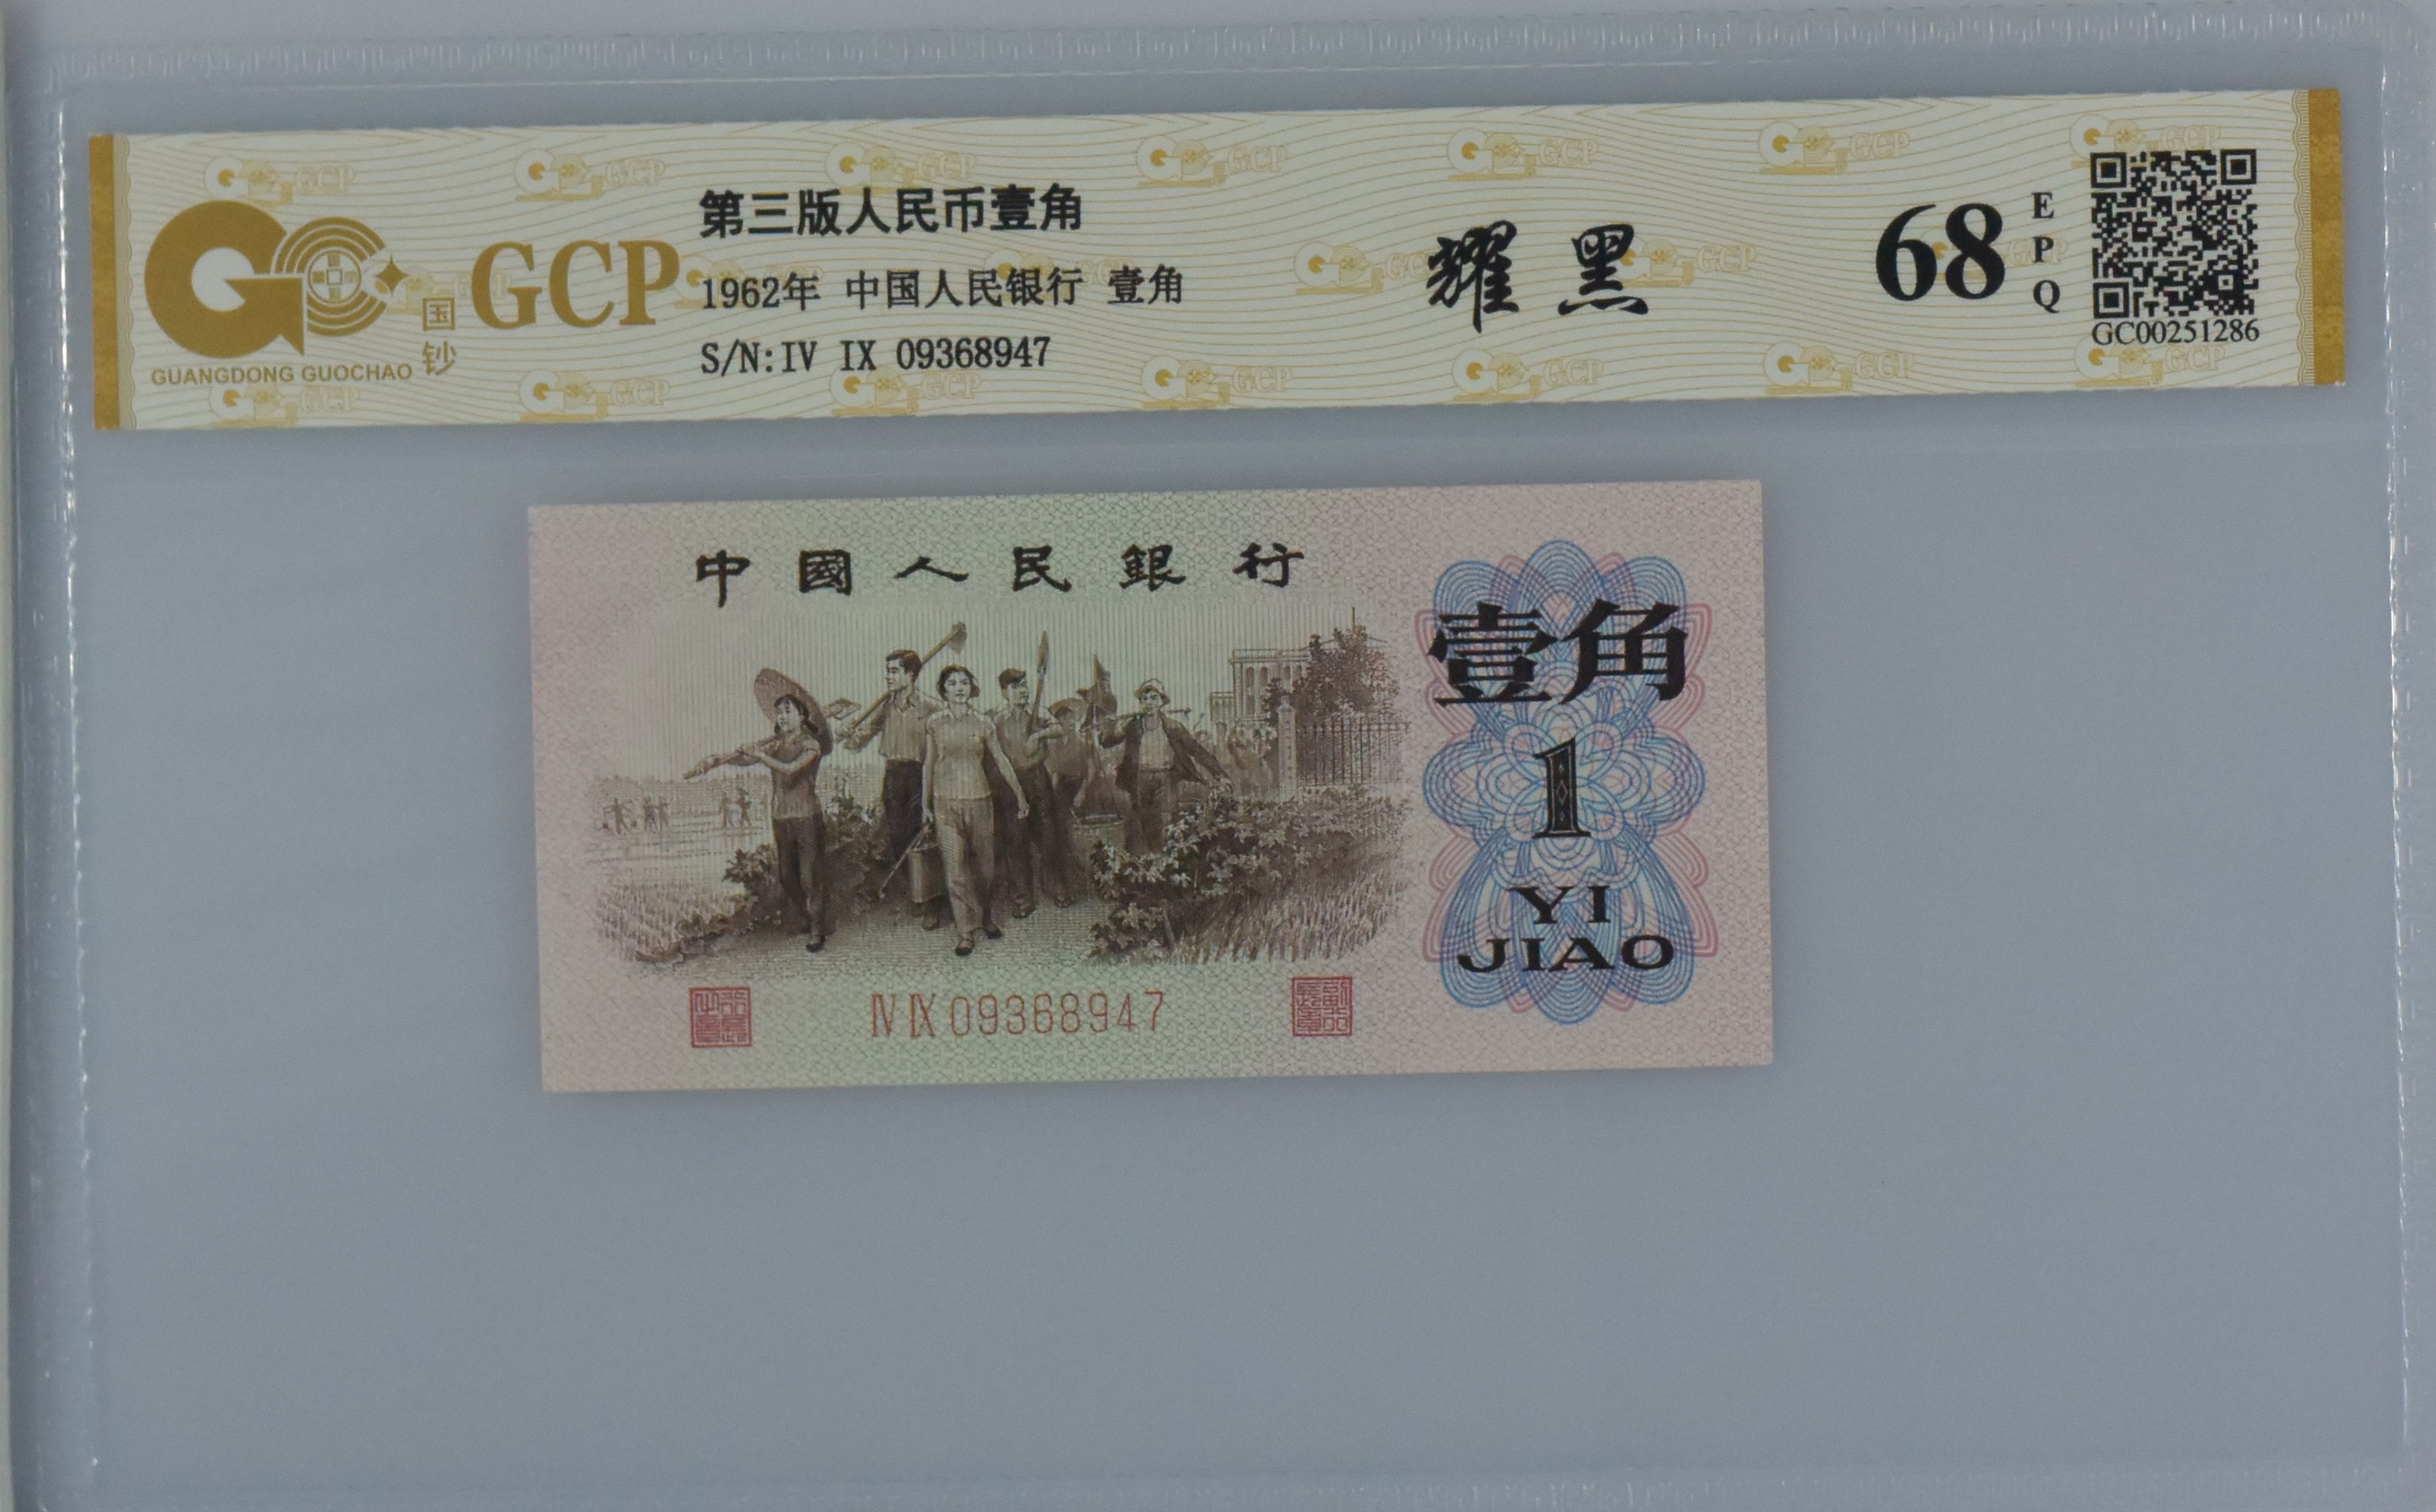 GCP
国钞
GUANGDONG GUOCHAO
第三版人民币壹角
1962年 中国人民银行 壹角
S/N:IV IX 09368947
耀黑
68
EPQ
GC00251286
中國人民銀行
壹角
1
YI
JIAO
IV IX 09368947